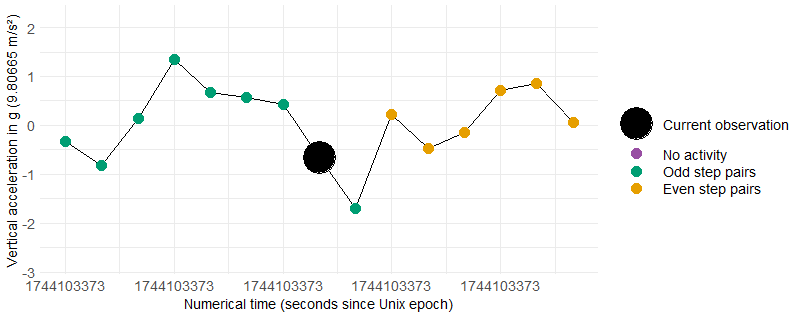 Vertical acceleration in g (9.80665 m/s²)
2
1
0
-1
-2
-3
1744103373 1744103373 1744103373 1744103373 1744103373
Numerical time (seconds since Unix epoch)
Current observation
No activity
Odd step pairs
Even step pairs